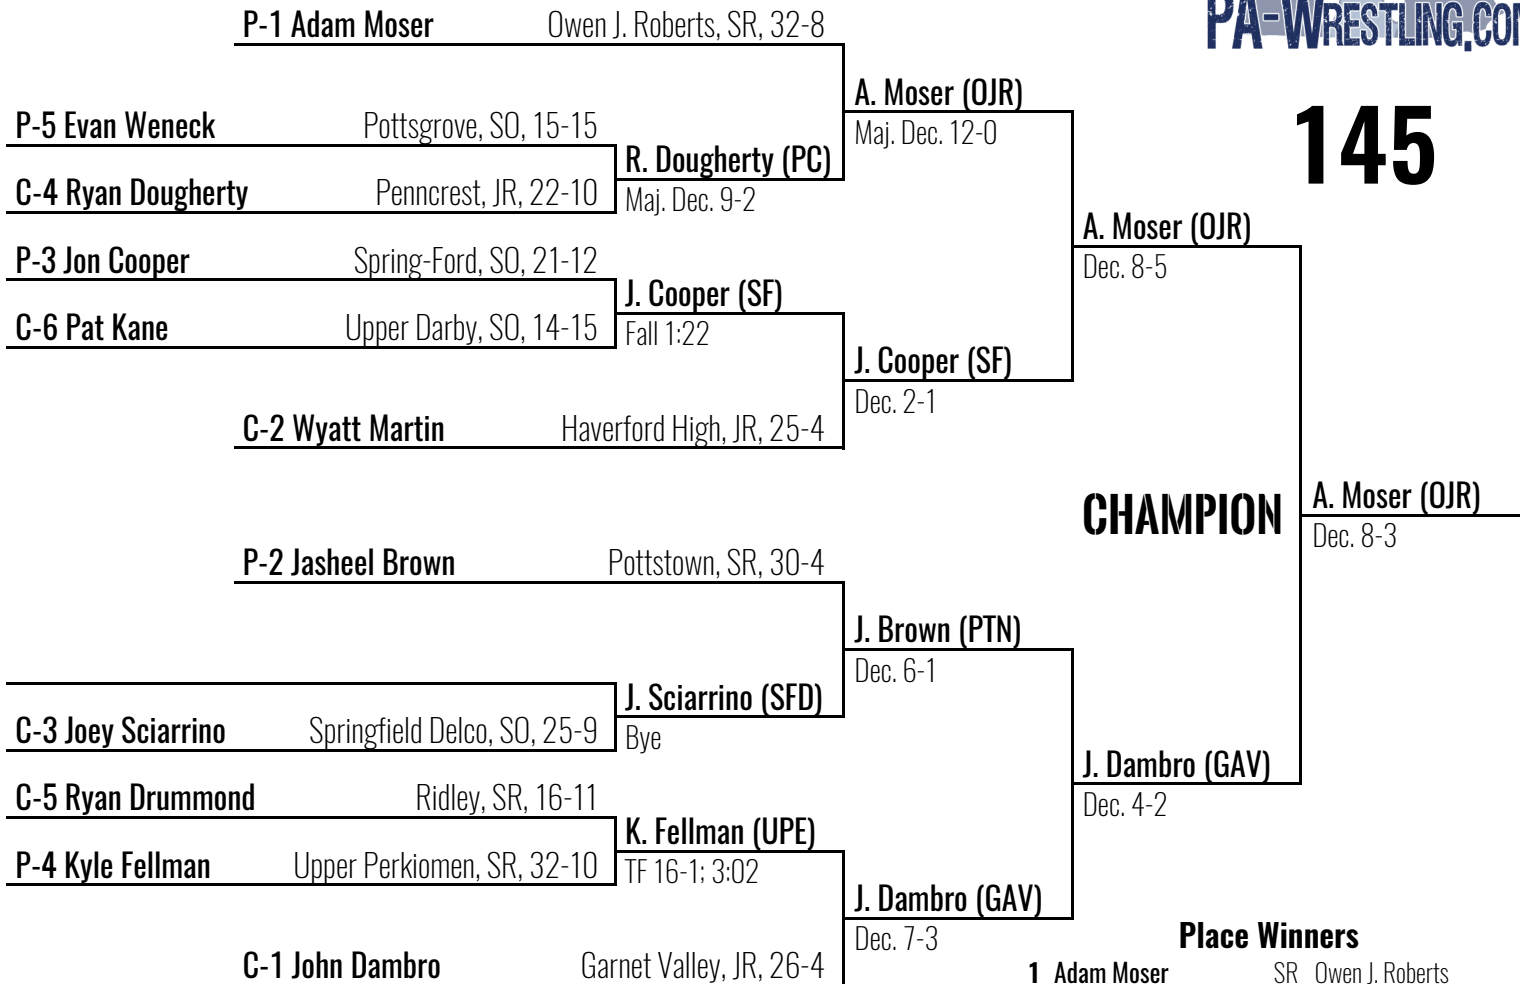 PA-WRESTLING.COM
145
P-1 Adam Moser Owen J. Roberts, SR, 32-8
A. Moser (OJR)
Maj. Dec. 12-0
P-5 Evan Weneck Pottsgrove, SO, 15-15
R. Dougherty (PC)
Maj. Dec. 9-2
C-4 Ryan Dougherty Penncrest, JR, 22-10
A. Moser (OJR)
Dec. 8-5
P-3 Jon Cooper Spring-Ford, SO, 21-12
J. Cooper (SF)
Fall 1:22
C-6 Pat Kane Upper Darby, SO, 14-15
J. Cooper (SF)
Dec. 2-1
C-2 Wyatt Martin Haverford High, JR, 25-4
CHAMPION
A. Moser (OJR)
Dec. 8-3
P-2 Jasheel Brown Pottstown, SR, 30-4
J. Brown (PTN)
Dec. 6-1
J. Sciarrino (SFD)
Bye
C-3 Joey Sciarrino Springfield Delco, SO, 25-9
J. Dambro (GAV)
Dec. 4-2
C-5 Ryan Drummond Ridley, SR, 16-11
K. Fellman (UPE)
TF 16-1; 3:02
P-4 Kyle Fellman Upper Perkiomen, SR, 32-10
J. Dambro (GAV)
Dec. 7-3
C-1 John Dambro Garnet Valley, JR, 26-4
Place Winners
1 Adam Moser SR Owen J. Roberts